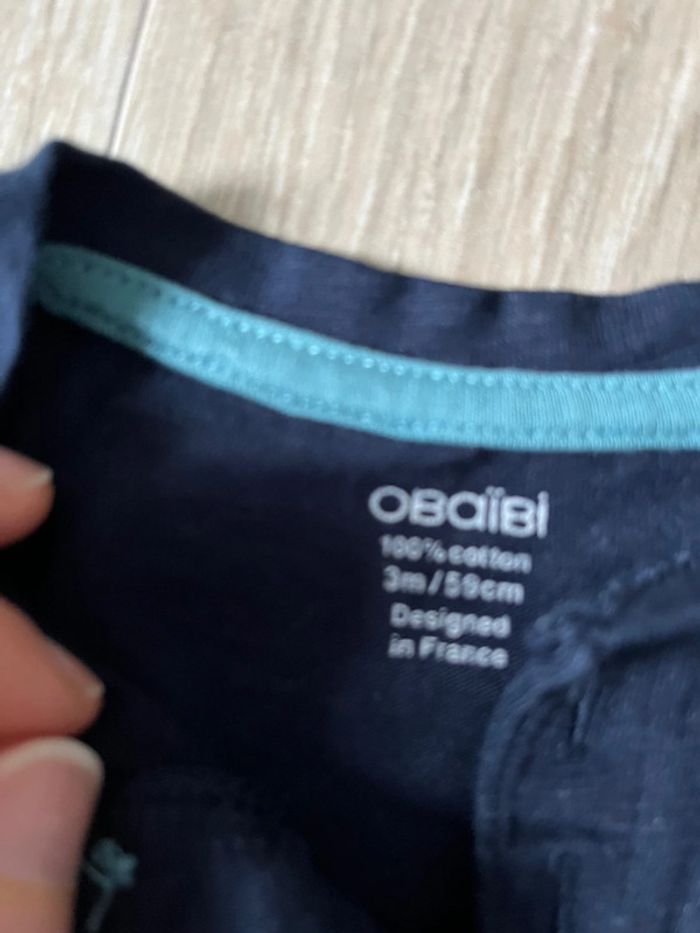 OBaïBi
100% cotton
3m/59cm
Designed
in France